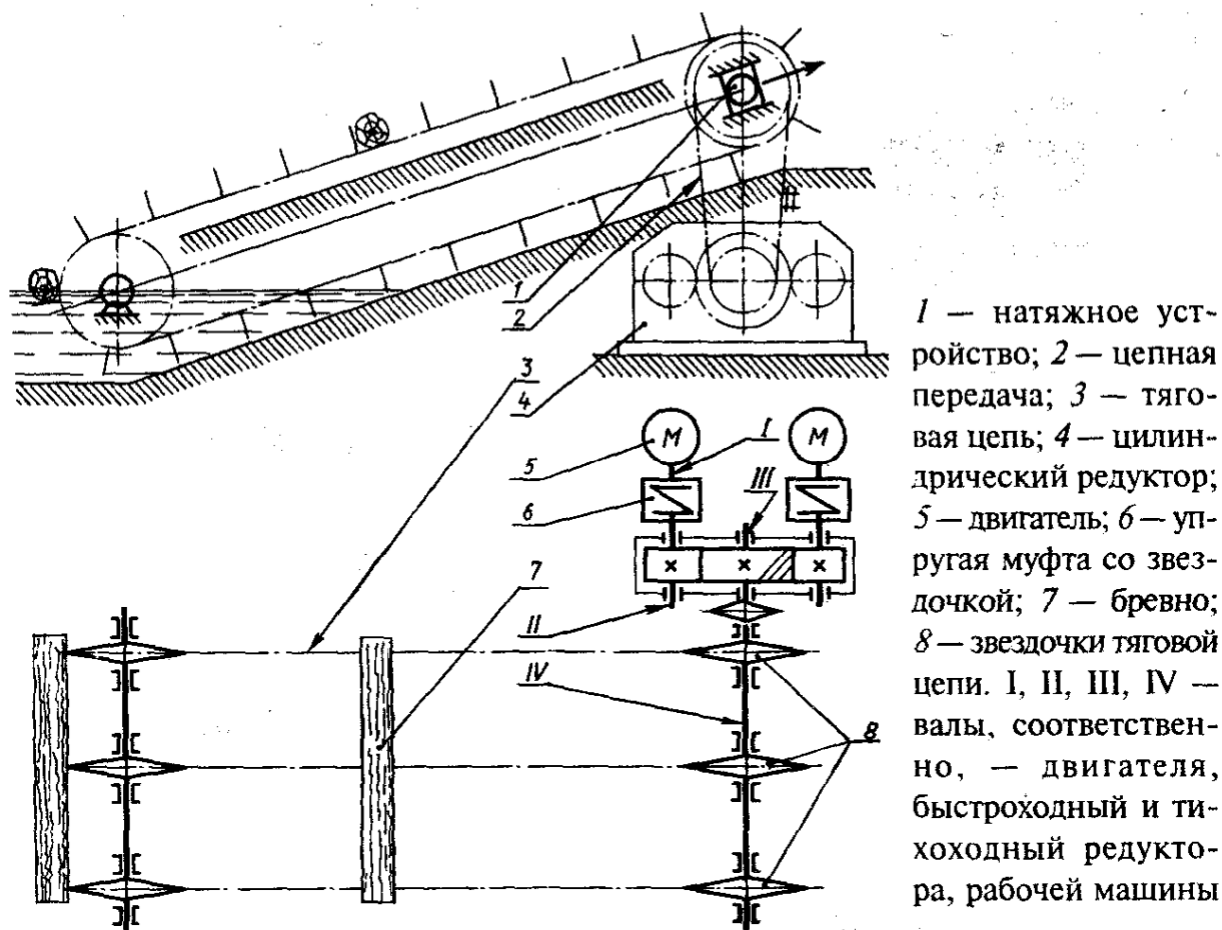 1
2
3
4
M
I
M
5
III
6
7
II
IV
8
1 — натяжное уст-
ройство; 2 — цепная
передача; 3 — тяго-
вая цепь; 4 — цилин-
дрический редуктор;
5 — двигатель; 6 — уп-
ругая муфта со звез-
дочкой; 7 — бревно;
8 — звездочки тяговой
цепи. I, II, III, IV —
валы, соответствен-
но, — двигателя,
быстроходный и ти-
хоходный редукто-
ра, рабочей машины